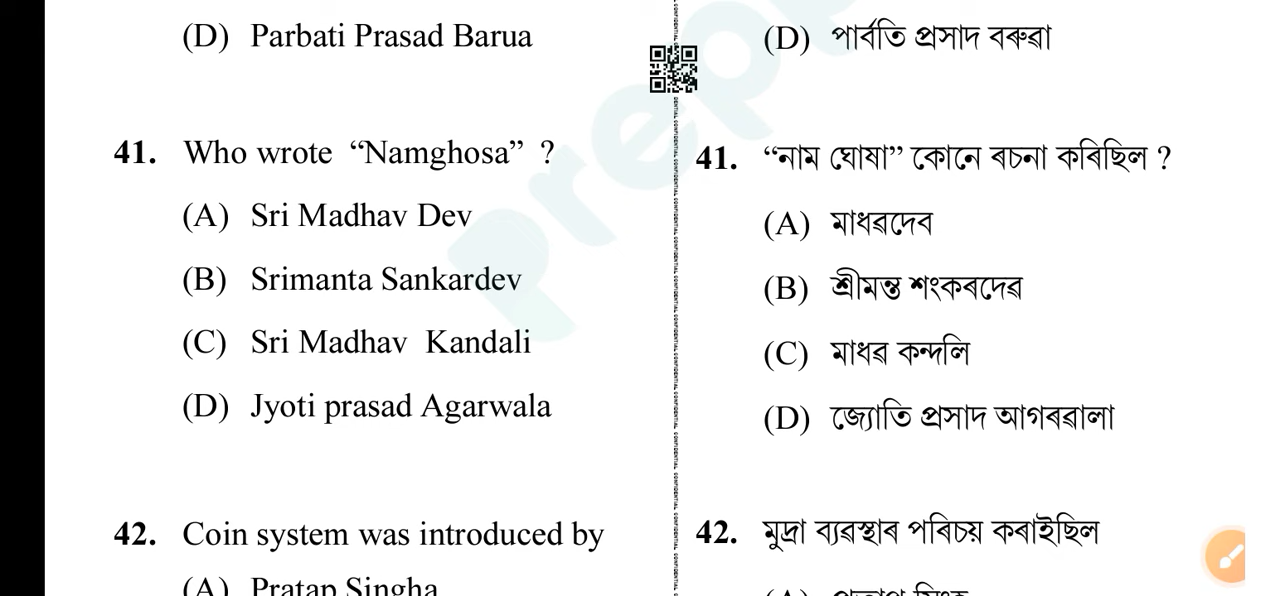 (D) Parbati Prasad Barua
41. Who wrote “Namghosa” ?
(A) Sri Madhav Dev
(B) Srimanta Sankardev
(C) Sri Madhav Kandali
(D) Jyoti prasad Agarwala
42. Coin system was introduced by
(A) Pratap Singha
(D) পাৰ্বতি প্ৰসাদ বৰুৱা
41. “নাম ঘোষা” কোনে ৰচনা কৰিছিল ?
(A) মাধৱদেৱ
(B) শ্ৰীমন্ত শংকৰদেৱ
(C) মাধৱ কন্দলি
(D) জ্যোতি প্ৰসাদ আগৰৱালা
42. মুদ্ৰা ব্যৱস্থাৰ পৰিচয় কৰাইছিল
(A) প্ৰতাপ সিংহ